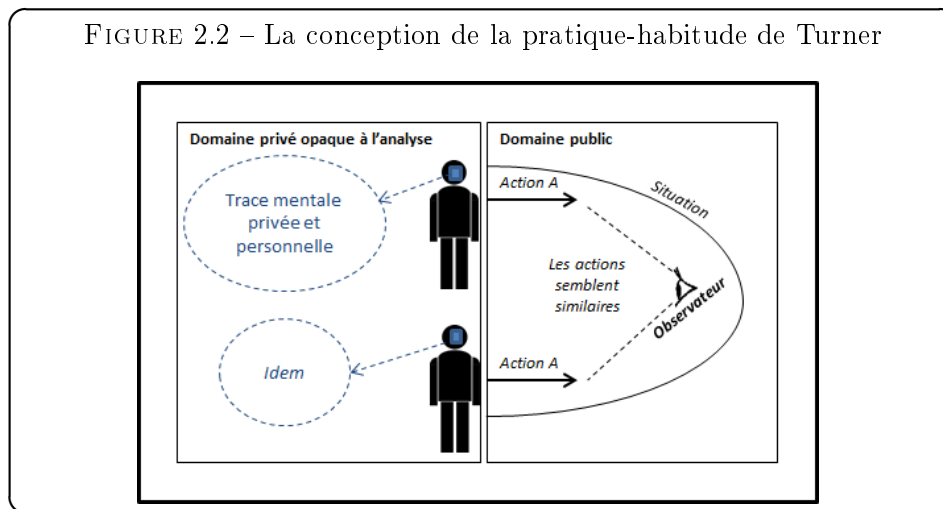 FIGURE 2.2 – La conception de la pratique-habitude de Turner
Domaine privé opaque à l'analyse
Domaine public
Trace mentale
privée et
personnelle
Action A
Situation
Les actions
semblent
similaires
Observateur
Idem
Action A